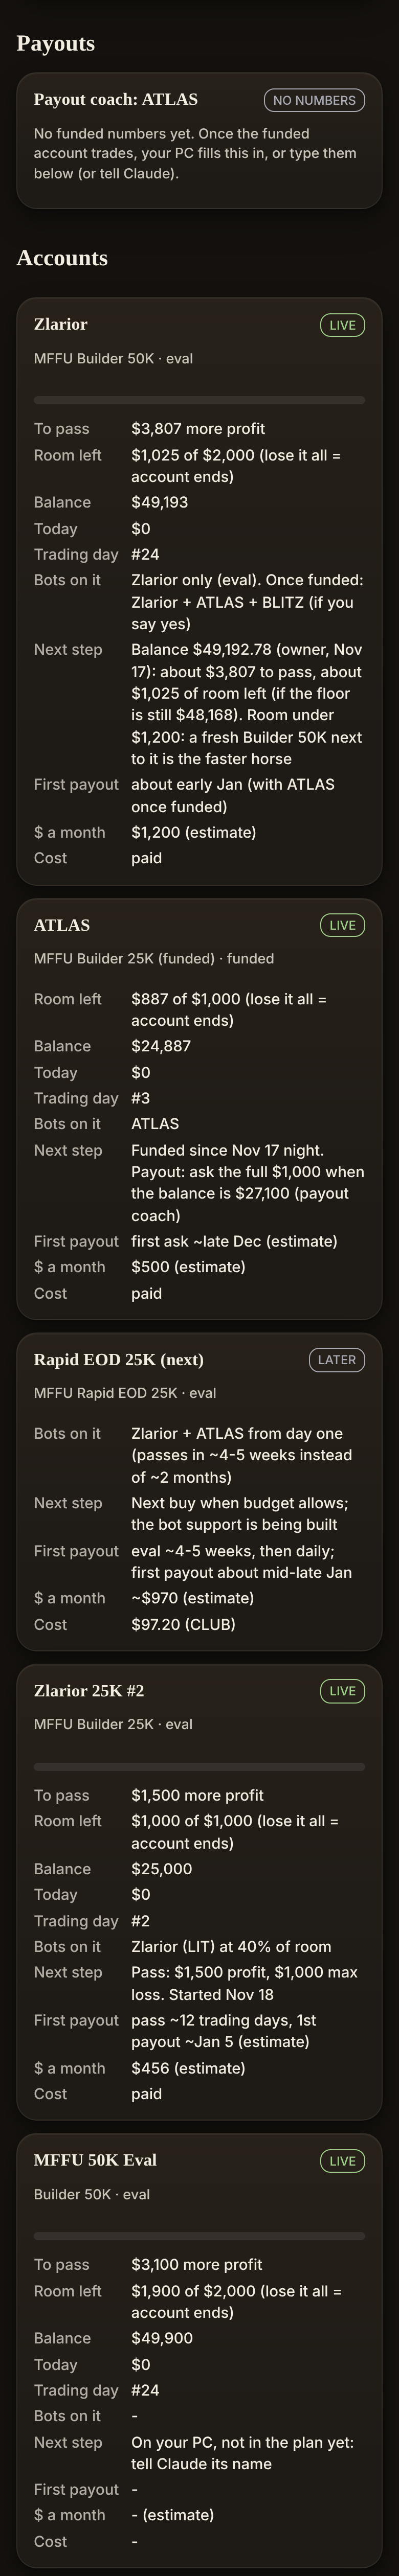 Payouts
Payout coach: ATLAS
NO NUMBERS
No funded numbers yet. Once the funded
account trades, your PC fills this in, or type them
below (or tell Claude).
Accounts
Zlarior
LIVE
MFFU Builder 50K · eval
To pass $3,807 more profit
Room left $1,025 of $2,000 (lose it all =
account ends)
Balance $49,193
Today $0
Trading day #24
Bots on it Zlarior only (eval). Once funded:
Zlarior + ATLAS + BLITZ (if you
say yes)
Next step Balance $49,192.78 (owner, Nov
17): about $3,807 to pass, about
$1,025 of room left (if the floor
is still $48,168). Room under
$1,200: a fresh Builder 50K next
to it is the faster horse
First payout about early Jan (with ATLAS
once funded)
$ a month $1,200 (estimate)
Cost paid
ATLAS
LIVE
MFFU Builder 25K (funded) · funded
Room left $887 of $1,000 (lose it all =
account ends)
Balance $24,887
Today $0
Trading day #3
Bots on it ATLAS
Next step Funded since Nov 17 night.
Payout: ask the full $1,000 when
the balance is $27,100 (payout
coach)
First payout first ask ~late Dec (estimate)
$ a month $500 (estimate)
Cost paid
Rapid EOD 25K (next)
LATER
MFFU Rapid EOD 25K · eval
Bots on it Zlarior + ATLAS from day one
(passes in ~4-5 weeks instead
of ~2 months)
Next step Next buy when budget allows;
the bot support is being built
First payout eval ~4-5 weeks, then daily;
first payout about mid-late Jan
$ a month ~$970 (estimate)
Cost $97.20 (CLUB)
Zlarior 25K #2
LIVE
MFFU Builder 25K · eval
To pass $1,500 more profit
Room left $1,000 of $1,000 (lose it all =
account ends)
Balance $25,000
Today $0
Trading day #2
Bots on it Zlarior (LIT) at 40% of room
Next step Pass: $1,500 profit, $1,000 max
loss. Started Nov 18
First payout pass ~12 trading days, 1st
payout ~Jan 5 (estimate)
$ a month $456 (estimate)
Cost paid
MFFU 50K Eval
LIVE
Builder 50K · eval
To pass $3,100 more profit
Room left $1,900 of $2,000 (lose it all =
account ends)
Balance $49,900
Today $0
Trading day #24
Bots on it -
Next step On your PC, not in the plan yet:
tell Claude its name
First payout -
$ a month - (estimate)
Cost -